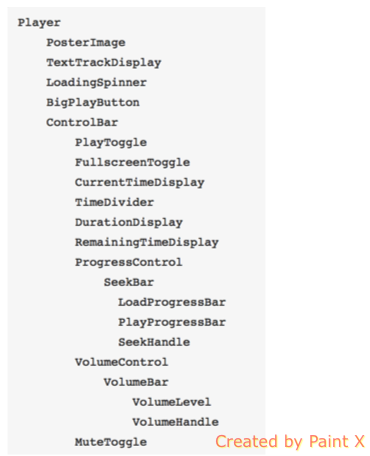 Player
PosterImage
TextTrackDisplay
LoadingSpinner
BigPlayButton
ControlBar
PlayToggle
FullscreenToggle
CurrentTimeDisplay
TimeDivider
DurationDisplay
RemainingTimeDisplay
ProgressControl
SeekBar
LoadProgressBar
PlayProgressBar
SeekHandle
VolumeControl
VolumeBar
VolumeLevel
VolumeHandle
MuteToggle
Created by Paint X